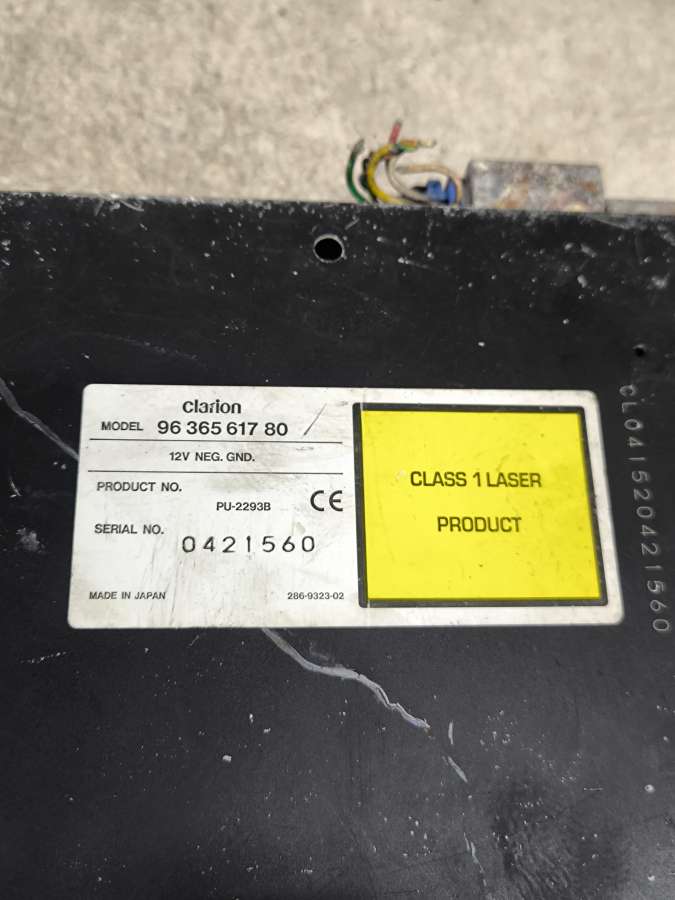 clarion
MODEL 96 365 617 80
12V NEG. GND.
PRODUCT NO.
PU-2293B
CE
SERIAL NO.
0421560
MADE IN JAPAN
286-9323-02
CLASS 1 LASER
PRODUCT
CL041520421560